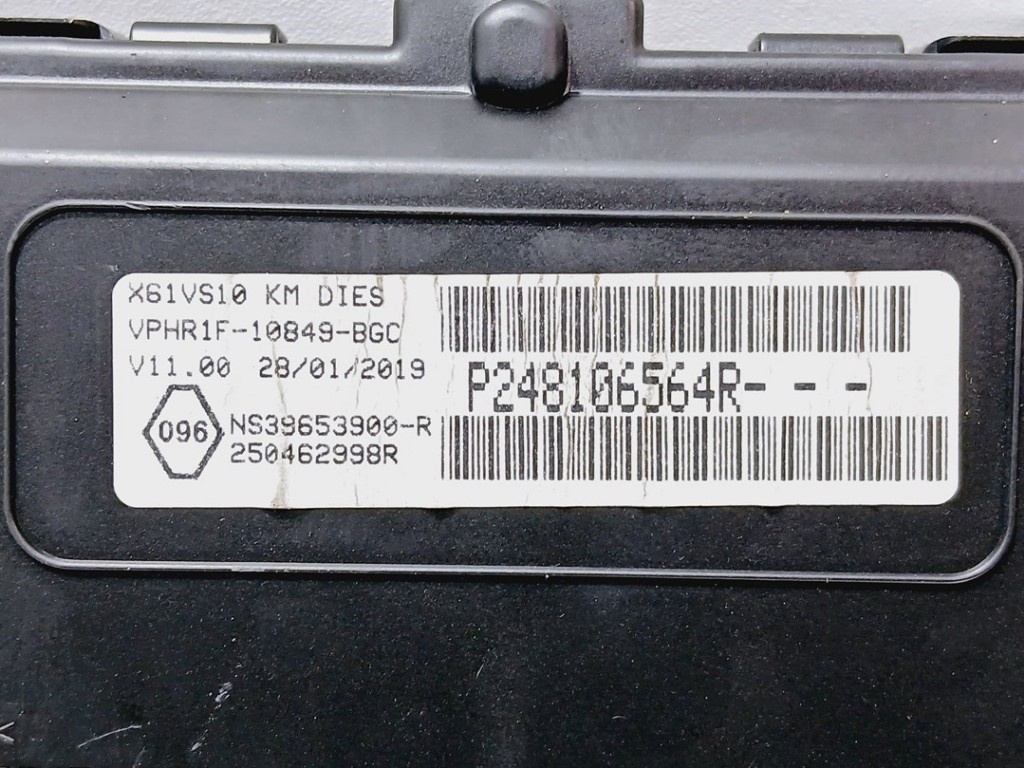 X61VS10 KM DIES
VPHR1F-10849-BGC
V11.00 28/01/2019
P248106564R- - -
096
NS39653900-R
250462998R